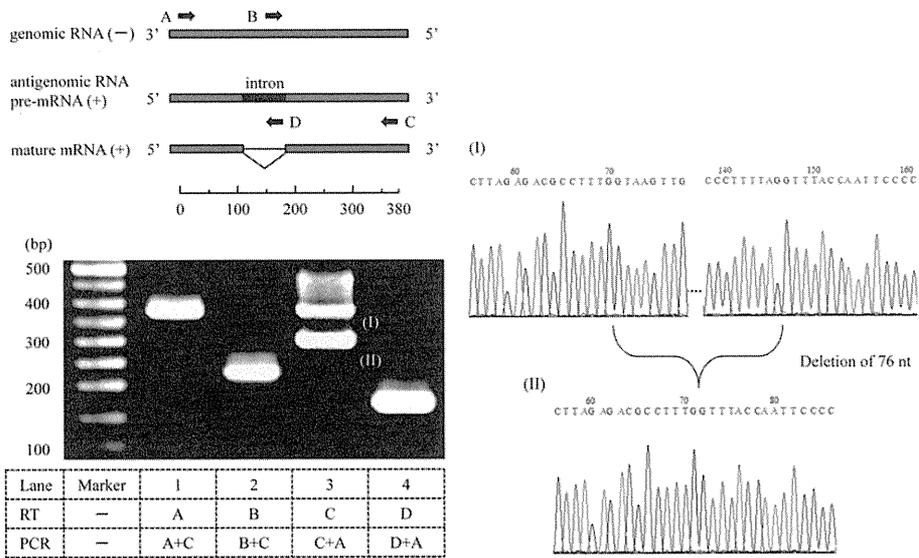 A B
genomic RNA (−) 3’ 5’
antigenomic RNA
pre-mRNA (+) 5’ intron 3’
D C
mature mRNA (+) 5’ 3’
0 100 200 300 380
(bp)
500
400
300
200
100
(I)
(II)
Lane Marker 1 2 3 4
RT − A B C D
PCR − A+C B+C C+A D+A
(I)
60 70 140 150 160
CTTAGAGACGCCTTTGGTAAGTTG CCCTTTTAGGTTTACCAATTCCCC
Deletion of 76 nt
(II)
60 70 80
CTTAGAGACGCCTTTGGTTTACCAATTCCCC